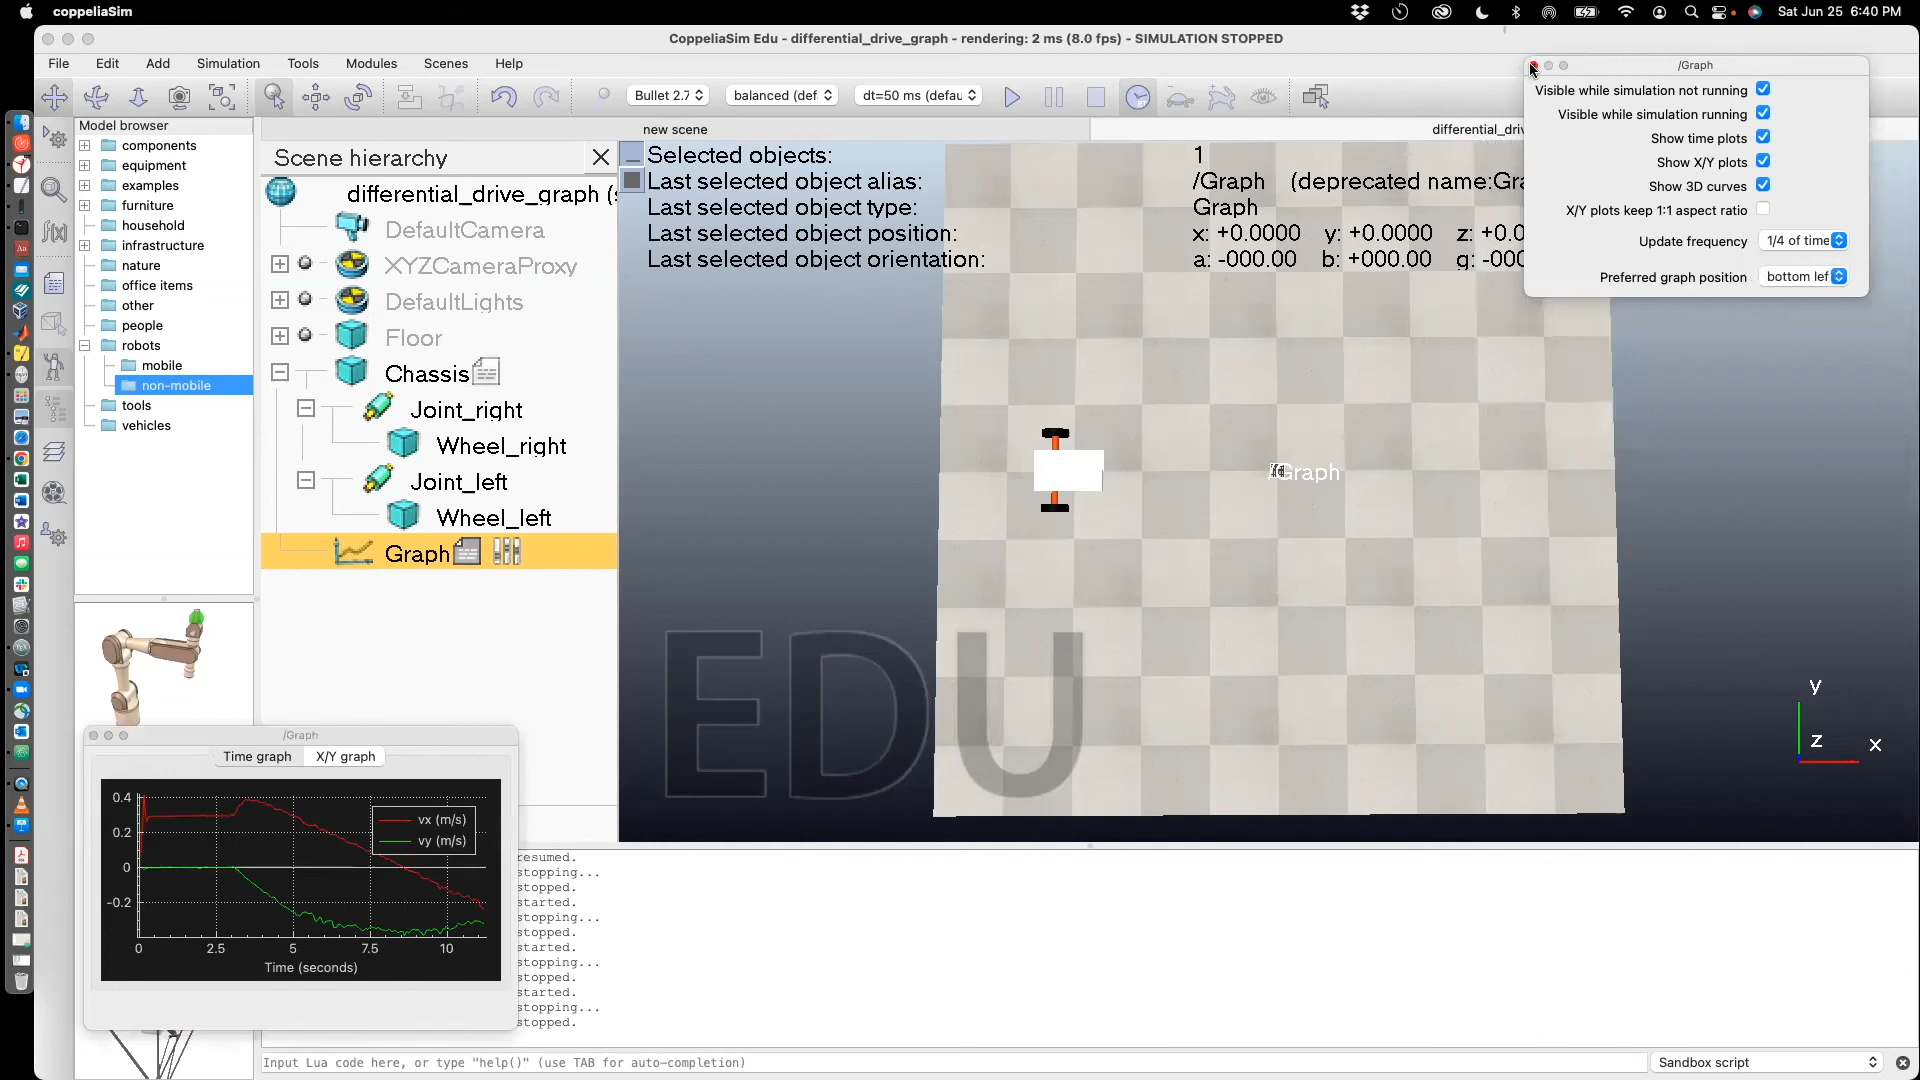 coppeliaSim
Sat Jun 25 6:40 PM
CoppeliaSim Edu - differential_drive_graph - rendering: 2 ms (8.0 fps) - SIMULATION STOPPED
File Edit Add Simulation Tools Modules Scenes Help
Bullet 2.7 balanced (def dt=50 ms (defau
Model browser
components
equipment
examples
furniture
household
infrastructure
nature
office items
other
people
robots
mobile
non-mobile
tools
vehicles
new scene
differential_driv
Scene hierarchy
differential_drive_graph (s
DefaultCamera
XYZCameraProxy
DefaultLights
Floor
Chassis
Joint_right
Wheel_right
Joint_left
Wheel_left
Graph
Selected objects: 1
Last selected object alias: /Graph (deprecated name:Gra
Last selected object type: Graph
Last selected object position: x: +0.0000 y: +0.0000 z: +0.0
Last selected object orientation: a: -000.00 b: +000.00 g: -000
/Graph
Visible while simulation not running
Visible while simulation running
Show time plots
Show X/Y plots
Show 3D curves
X/Y plots keep 1:1 aspect ratio
Update frequency 1/4 of time
Preferred graph position bottom lef
Graph
EDU
y
z x
/Graph
Time graph X/Y graph
vx (m/s)
vy (m/s)
0.4
0.2
0
-0.2
0 2.5 5 7.5 10
Time (seconds)
resumed.
stopping...
stopped.
started.
stopping...
stopped.
started.
stopping...
stopped.
started.
stopping...
stopped.
Input Lua code here, or type "help()" (use TAB for auto-completion)
Sandbox script